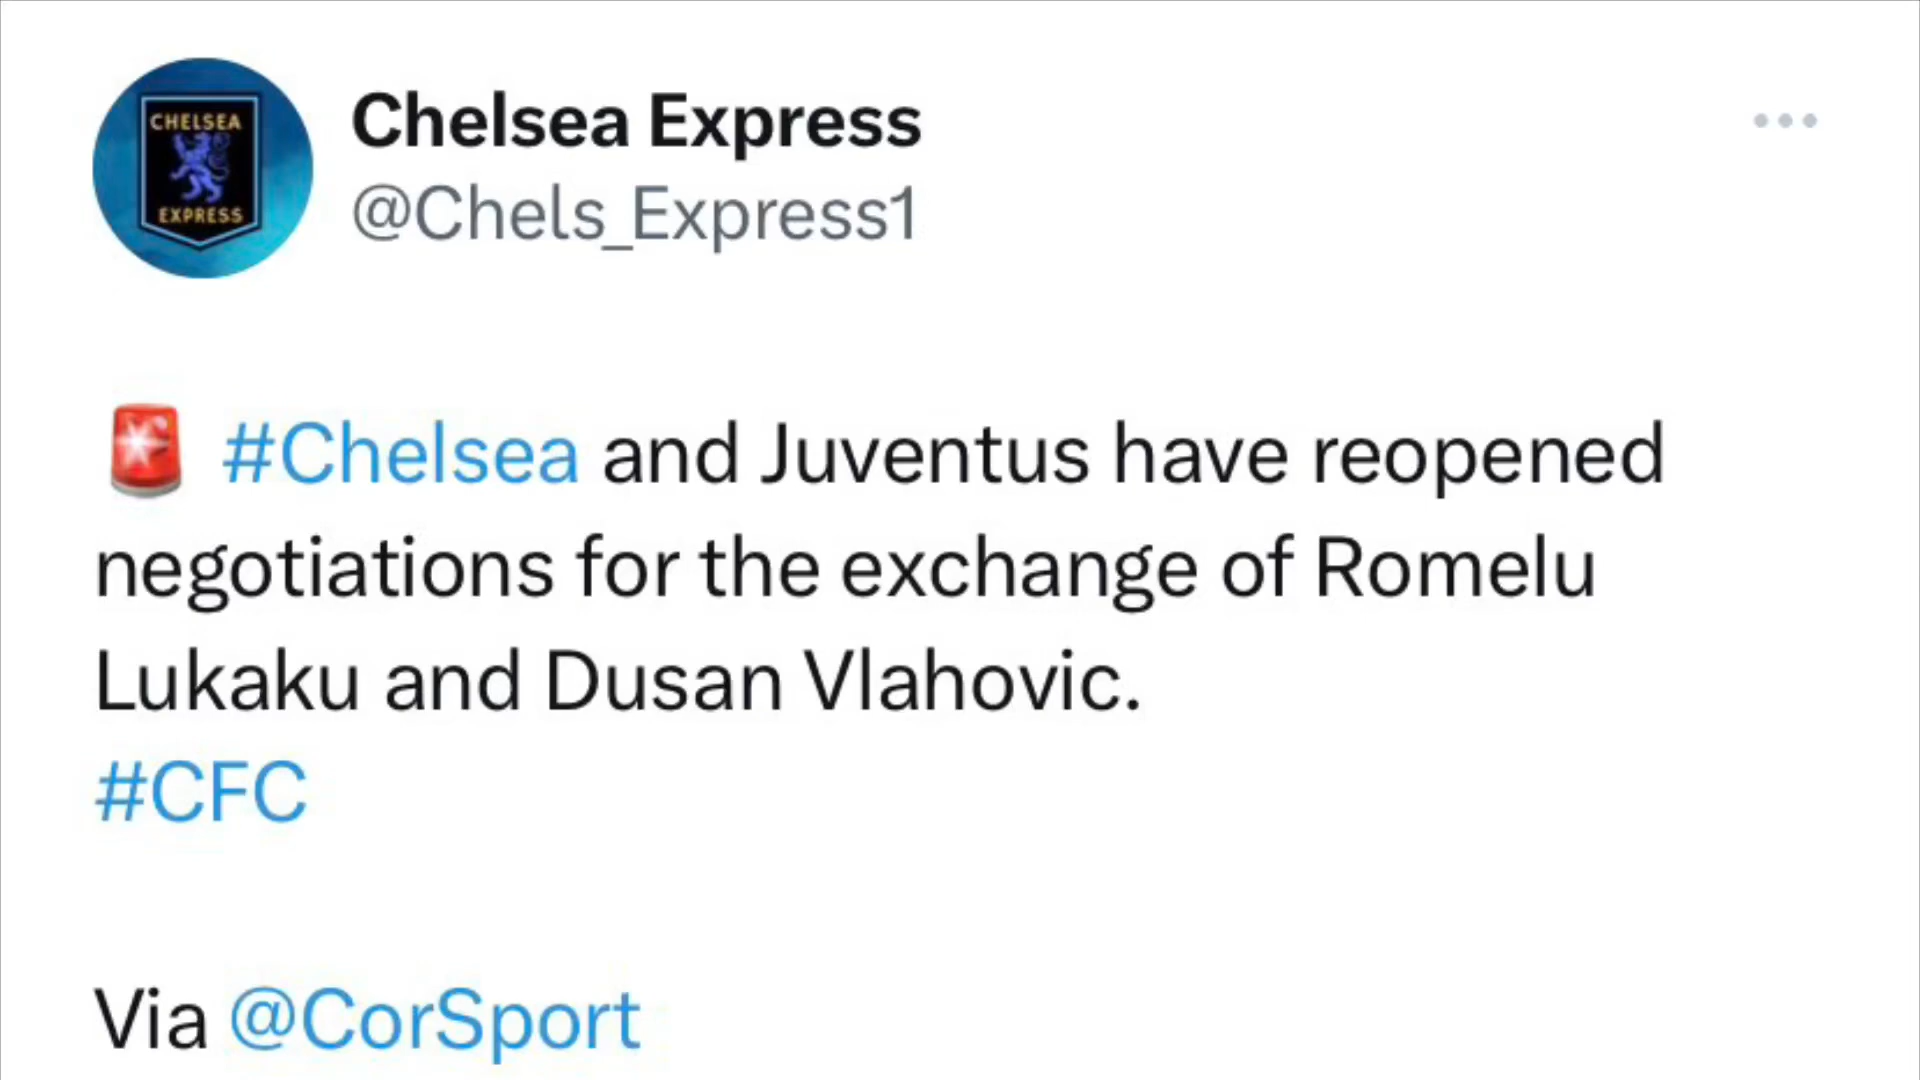 CHELSEA
EXPRESS
Chelsea Express
@Chels_Express1
🚨 #Chelsea and Juventus have reopened
negotiations for the exchange of Romelu
Lukaku and Dusan Vlahovic.
#CFC
Via @CorSport